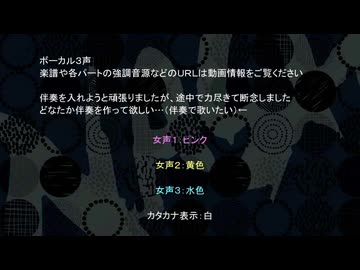 ボーカル３声
楽譜や各パートの強調音源などのＵＲＬは動画情報をご覧ください
伴奏を入れようと頑張りましたが、途中で力尽きて断念しました
どなたか伴奏を作って欲しい…（伴奏で歌いたい）←
女声１：ピンク
女声２：黄色
女声３：水色
カタカナ表示：白